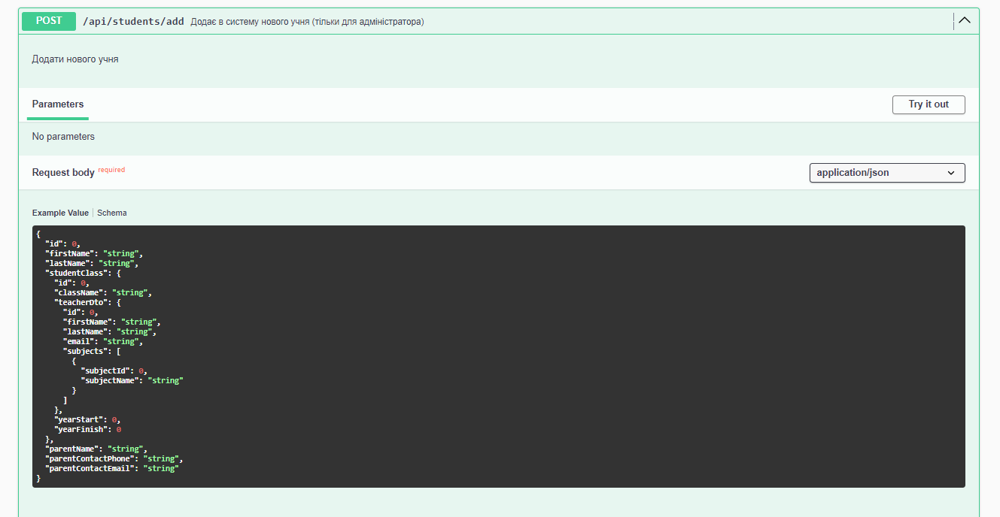 POST /api/students/add Додає в систему нового учня (тільки для адміністратора)
Додати нового учня
Parameters Try it out
No parameters
Request body required application/json
Example Value Schema
{
  "id": 0,
  "firstName": "string",
  "lastName": "string",
  "studentClass": {
    "id": 0,
    "className": "string",
    "teacherDto": {
      "id": 0,
      "firstName": "string",
      "lastName": "string",
      "email": "string",
      "subjects": [
        {
          "subjectId": 0,
          "subjectName": "string"
        }
      ]
    },
    "yearStart": 0,
    "yearFinish": 0
  },
  "parentName": "string",
  "parentContactPhone": "string",
  "parentContactEmail": "string"
}